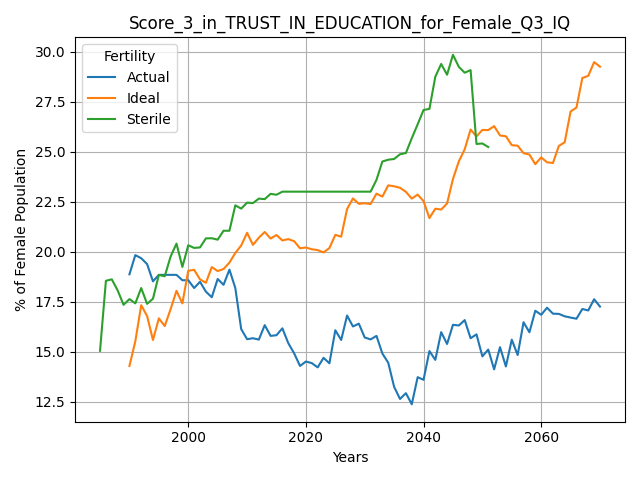 Score_3_in_TRUST_IN_EDUCATION_for_Female_Q3_IQ
Fertility
Actual
Ideal
Sterile
% of Female Population
30.0
27.5
25.0
22.5
20.0
17.5
15.0
12.5
2000
2020
2040
2060
Years